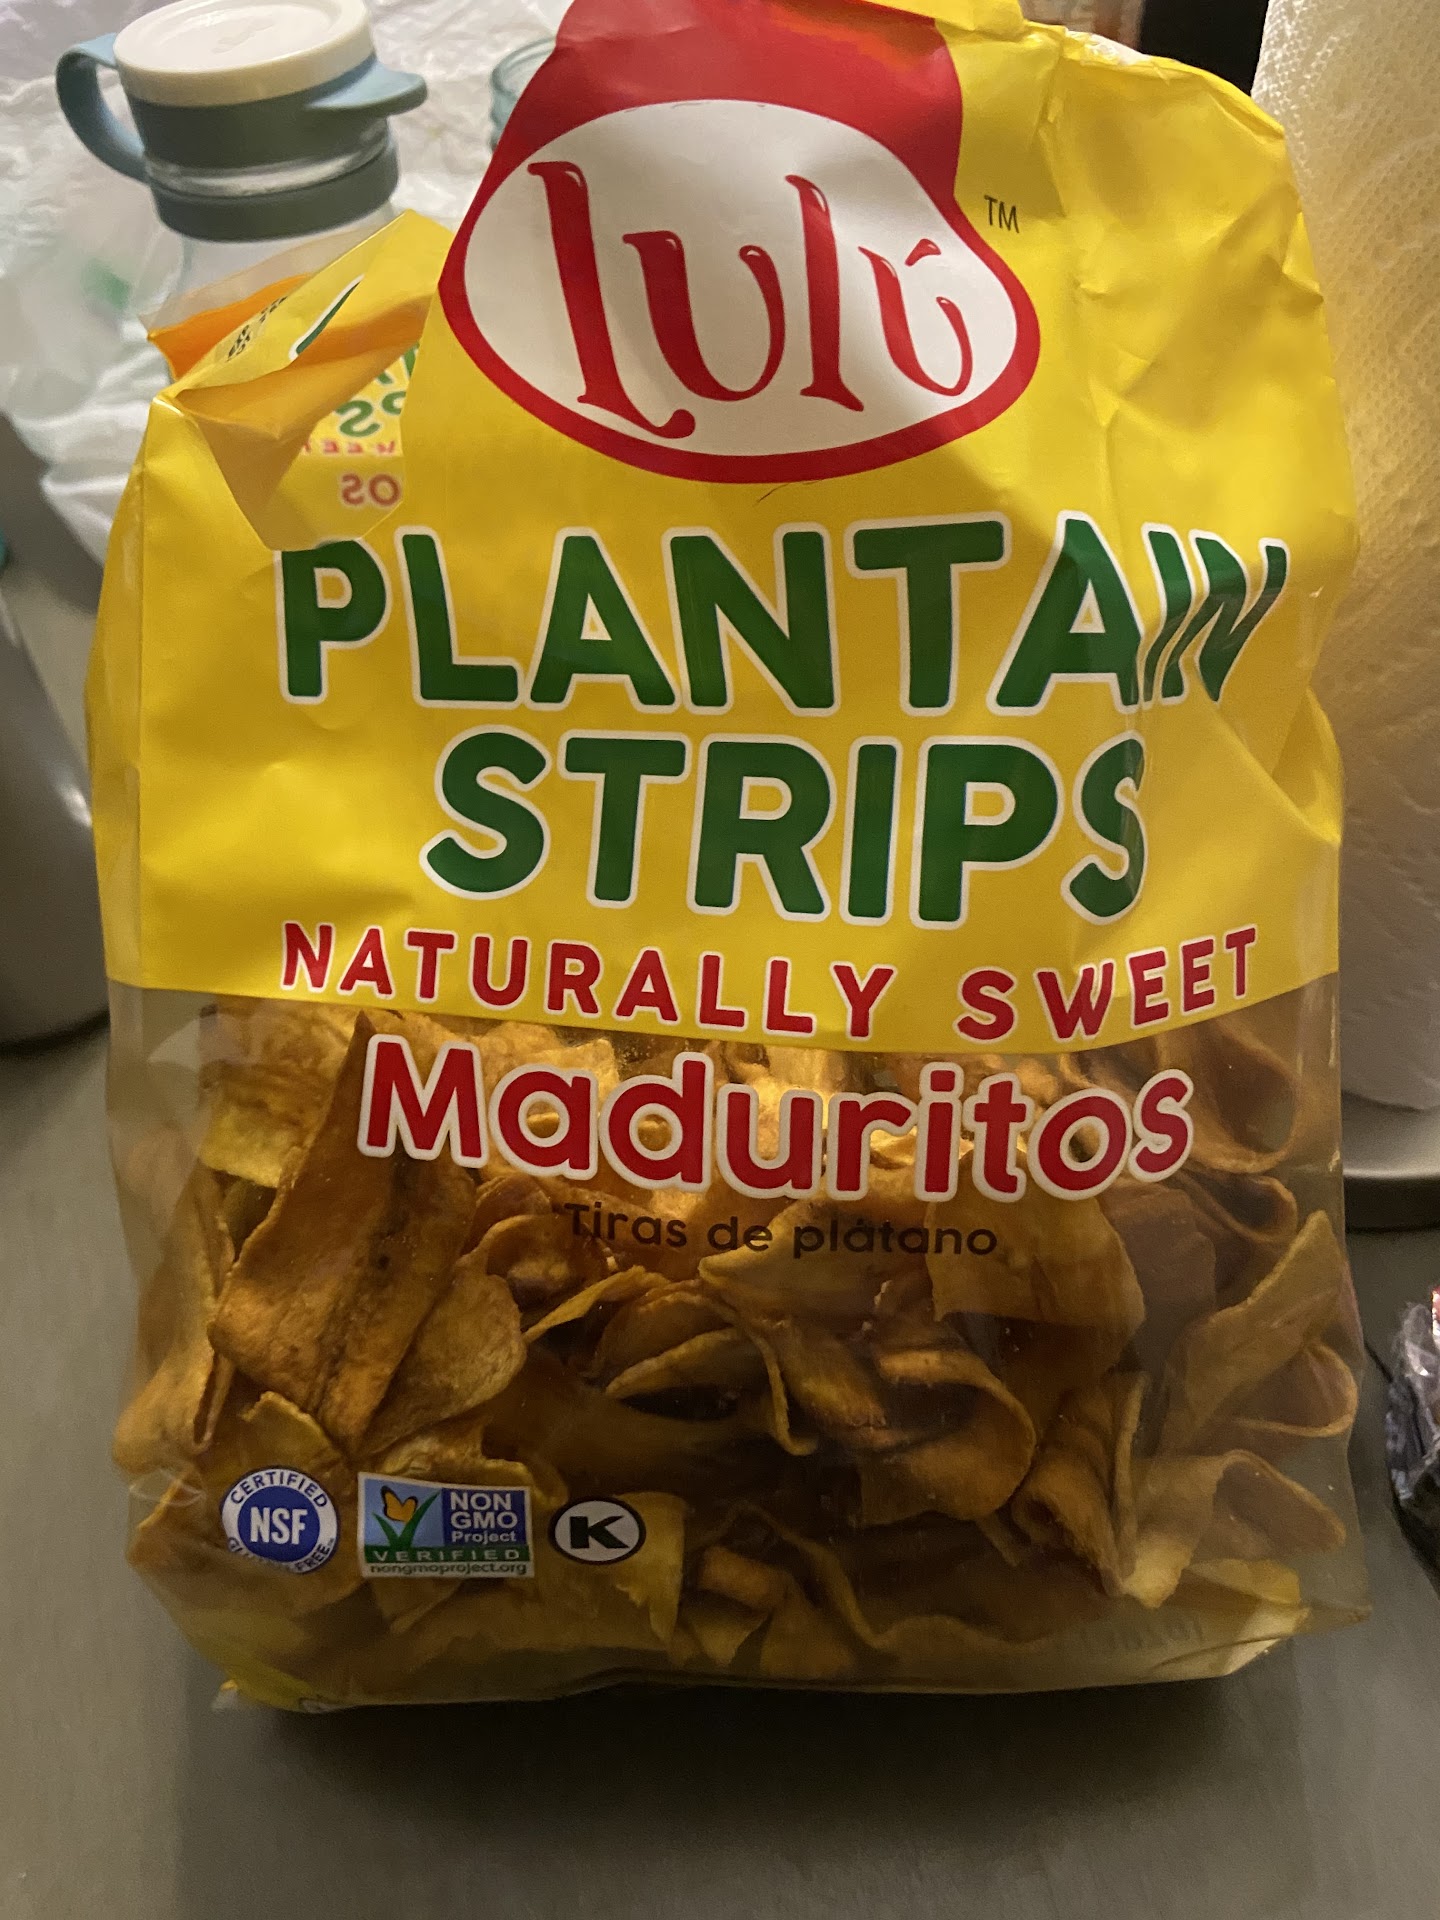 lulú
TM
PLANTAIN
STRIPS
NATURALLY SWEET
Maduritos
Tiras de plátano
CERTIFIED
NSF
NON
GMO
Project
VERIFIED
nongmoproject.org
K